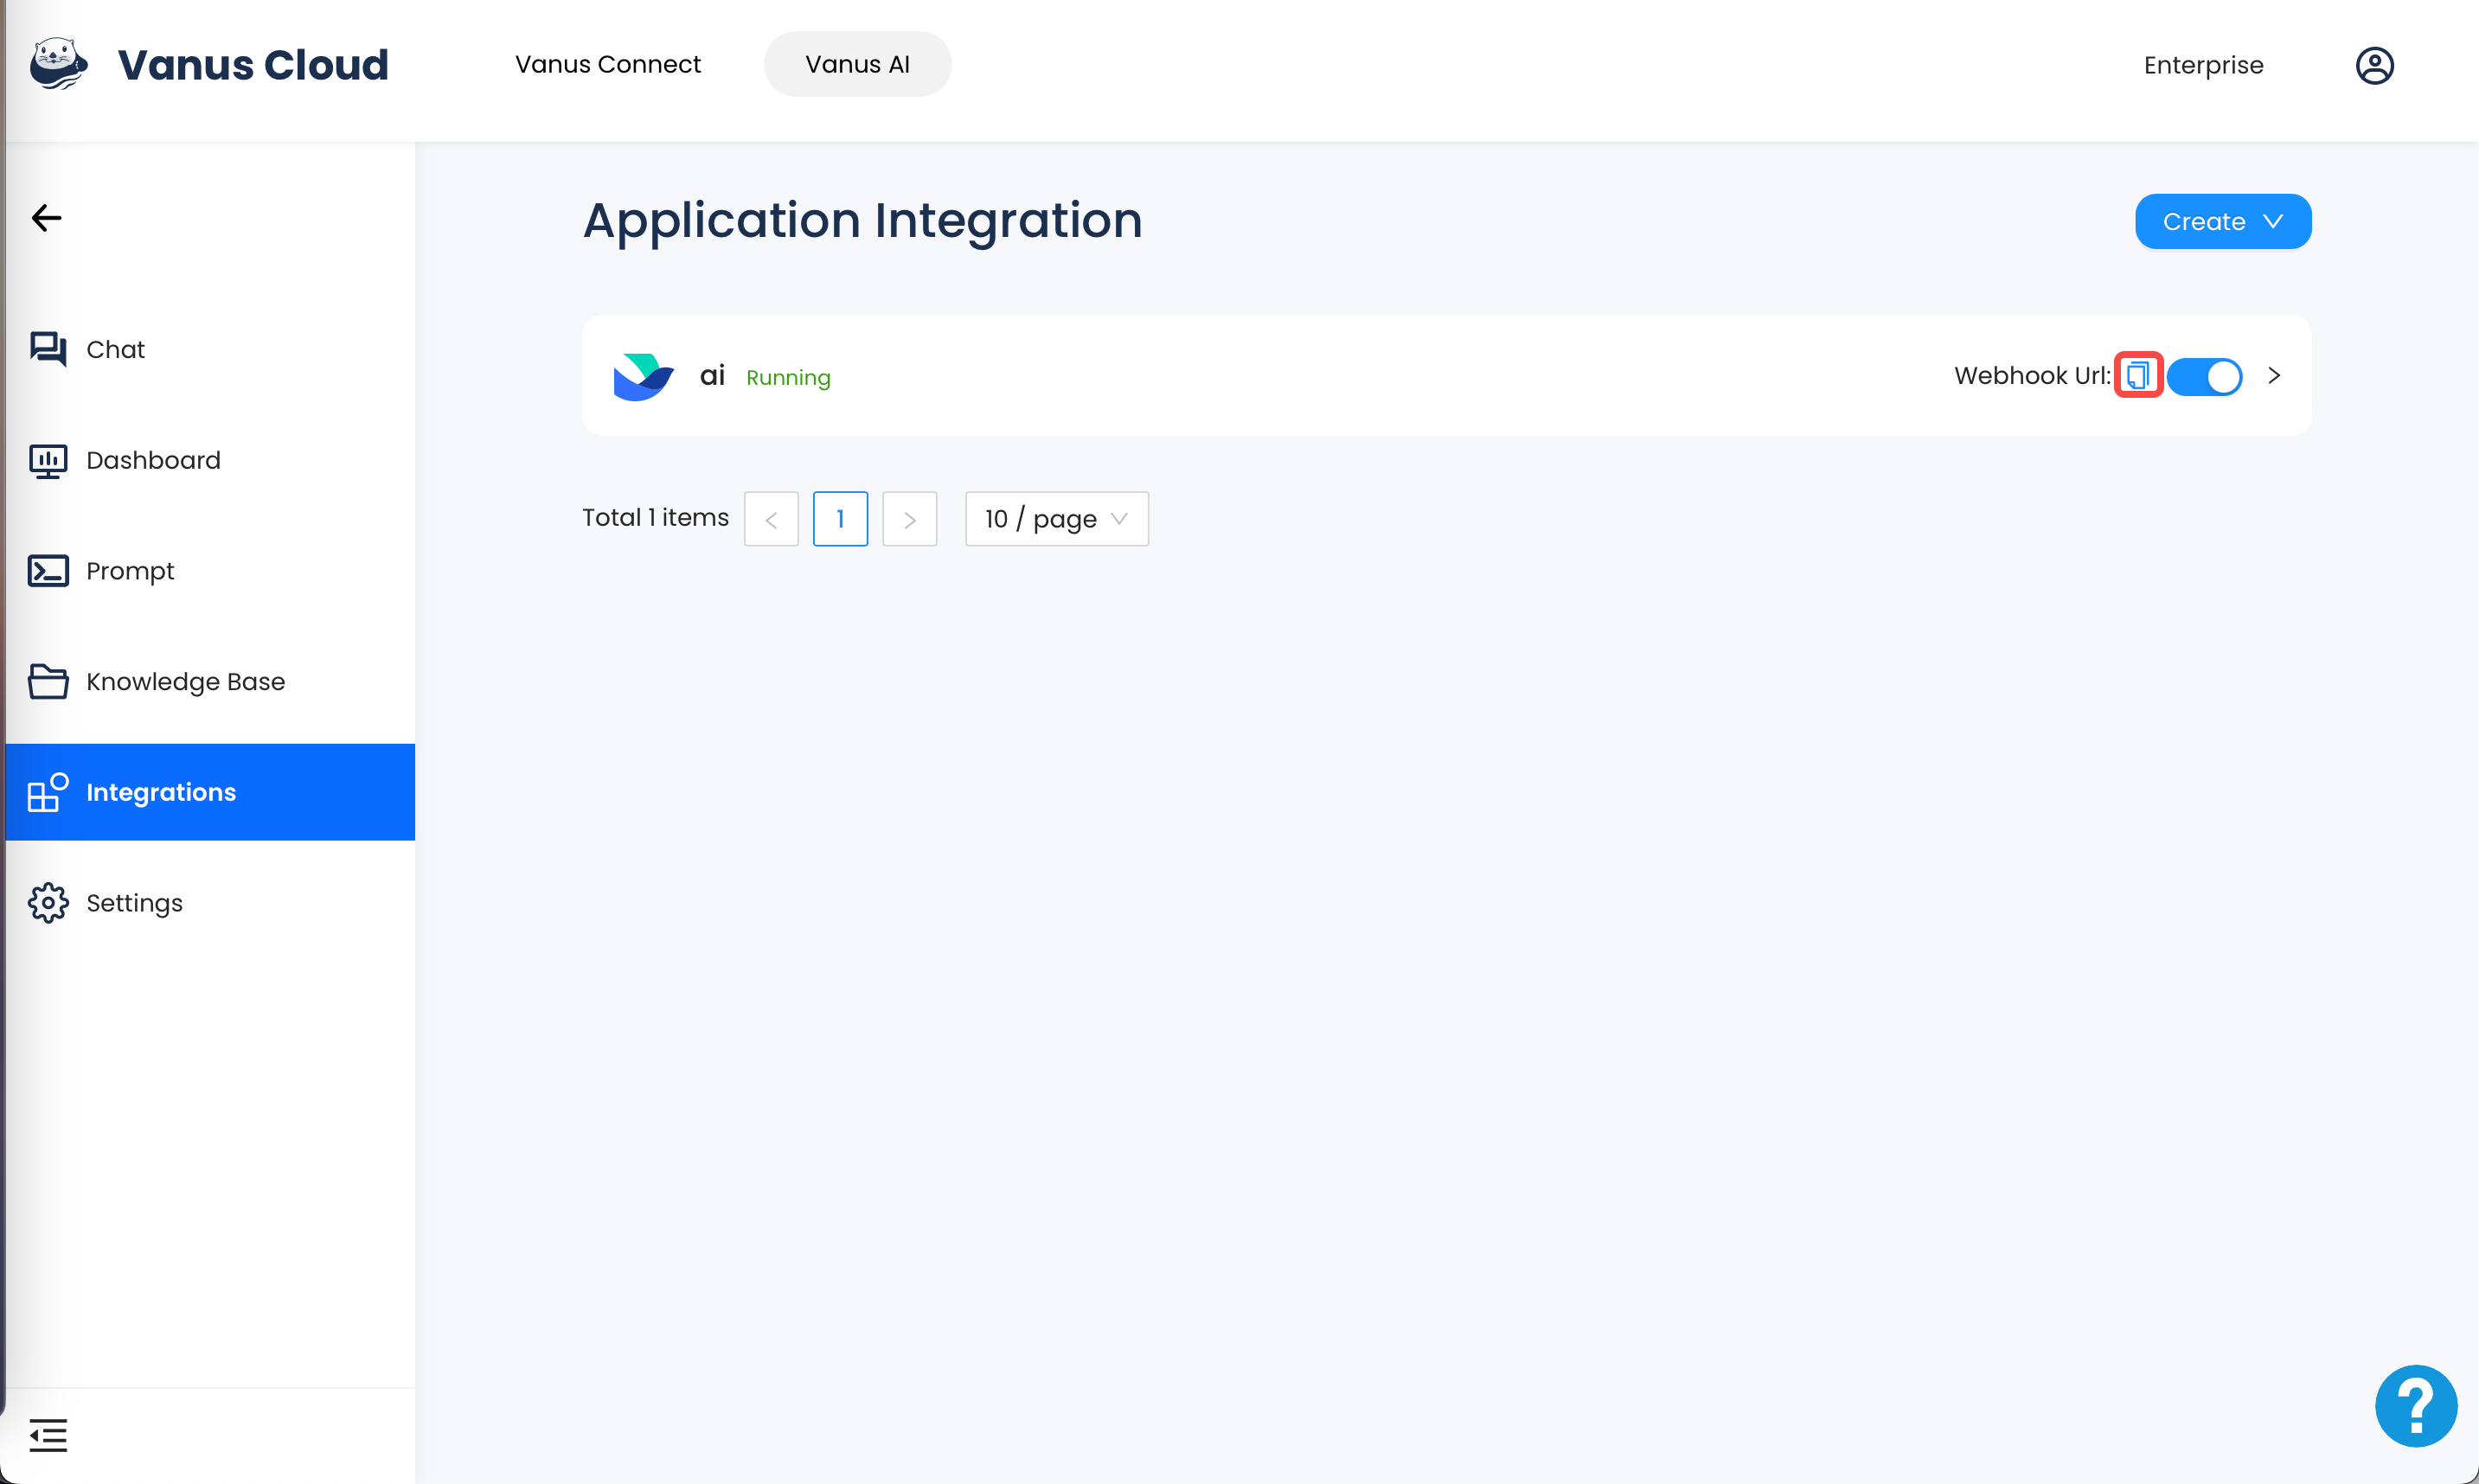 Vanus Cloud
Vanus Connect
Vanus AI
Enterprise
Application Integration
Create
Chat
Dashboard
Prompt
Knowledge Base
Integrations
Settings
ai
Running
Webhook Url:
Total 1 items
1
10 / page
?